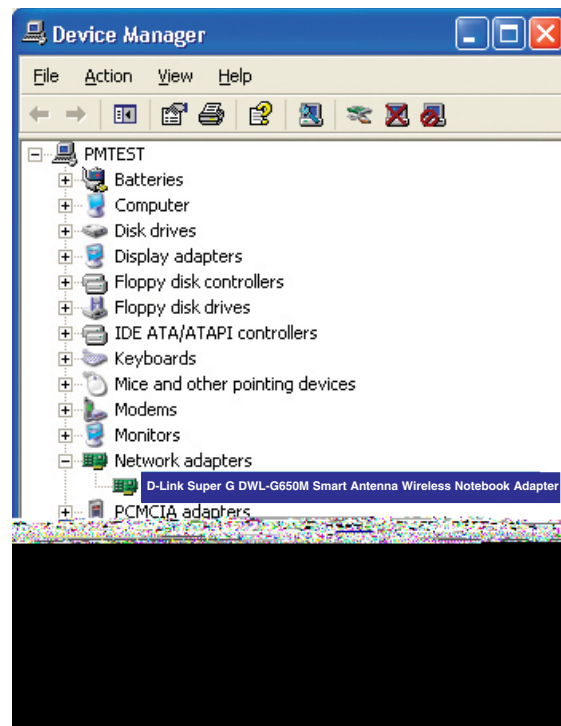 Device Manager
File Action View Help
PMTEST
Batteries
Computer
Disk drives
Display adapters
Floppy disk controllers
Floppy disk drives
IDE ATA/ATAPI controllers
Keyboards
Mice and other pointing devices
Modems
Monitors
Network adapters
D-Link Super G DWL-G650M Smart Antenna Wireless Notebook Adapter
PCMCIA adapters